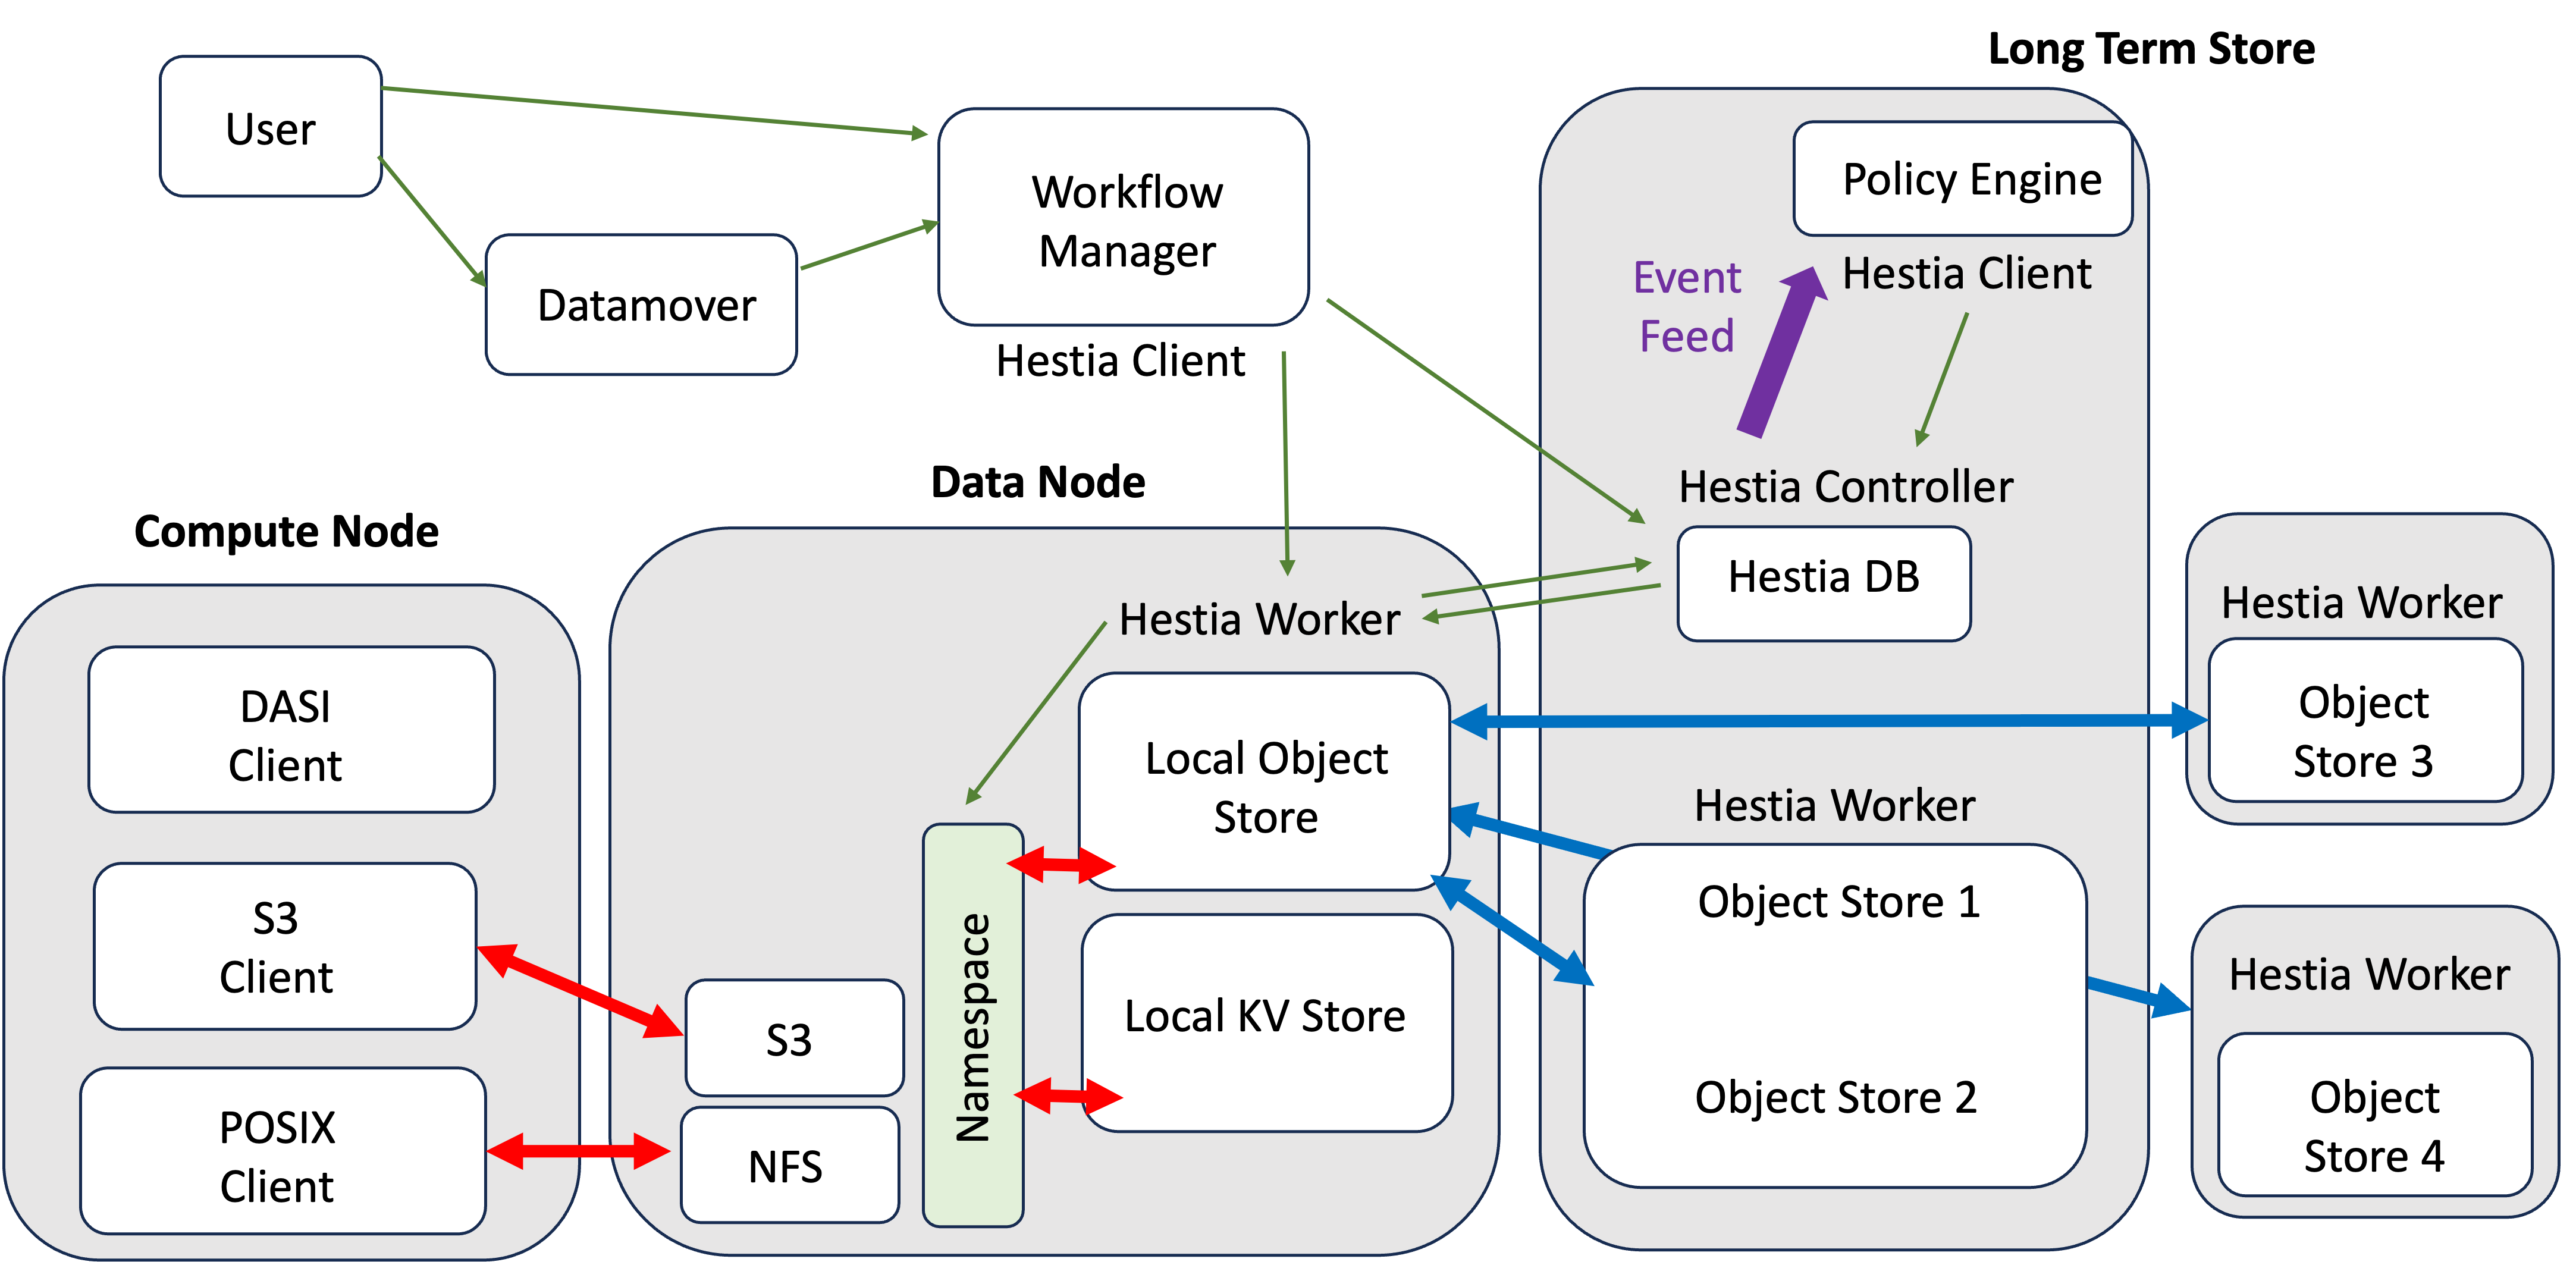 Long Term Store
User
Workflow
Manager
Policy Engine
Datamover
Hestia Client
Event
Feed
Hestia Client
Data Node
Hestia Controller
Compute Node
Hestia DB
Hestia Worker
Hestia Worker
DASI
Client
Local Object
Store
Object
Store 3
Hestia Worker
S3
Client
Object Store 1
Namespace
Local KV Store
Hestia Worker
S3
POSIX
Client
NFS
Object Store 2
Object
Store 4